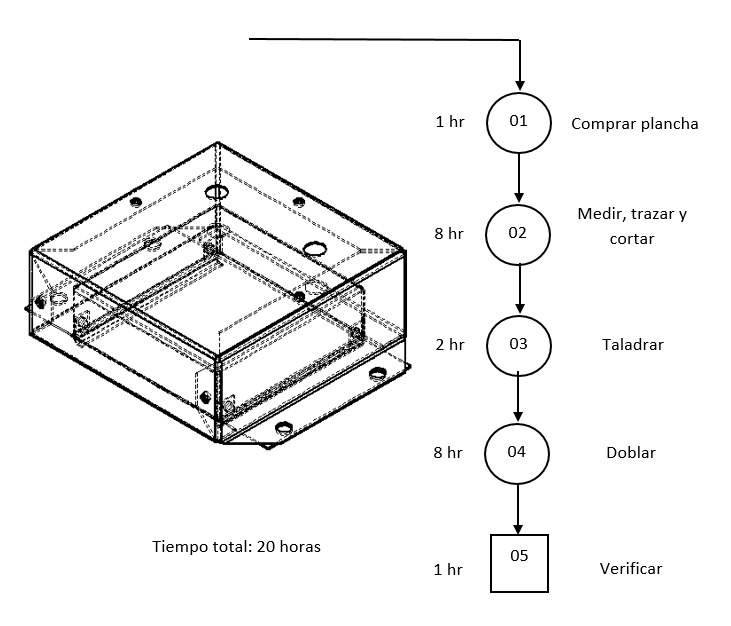 1 hr
01
Comprar plancha
8 hr
02
Medir, trazar y
cortar
2 hr
03
Taladrar
8 hr
04
Doblar
Tiempo total: 20 horas
1 hr
05
Verificar